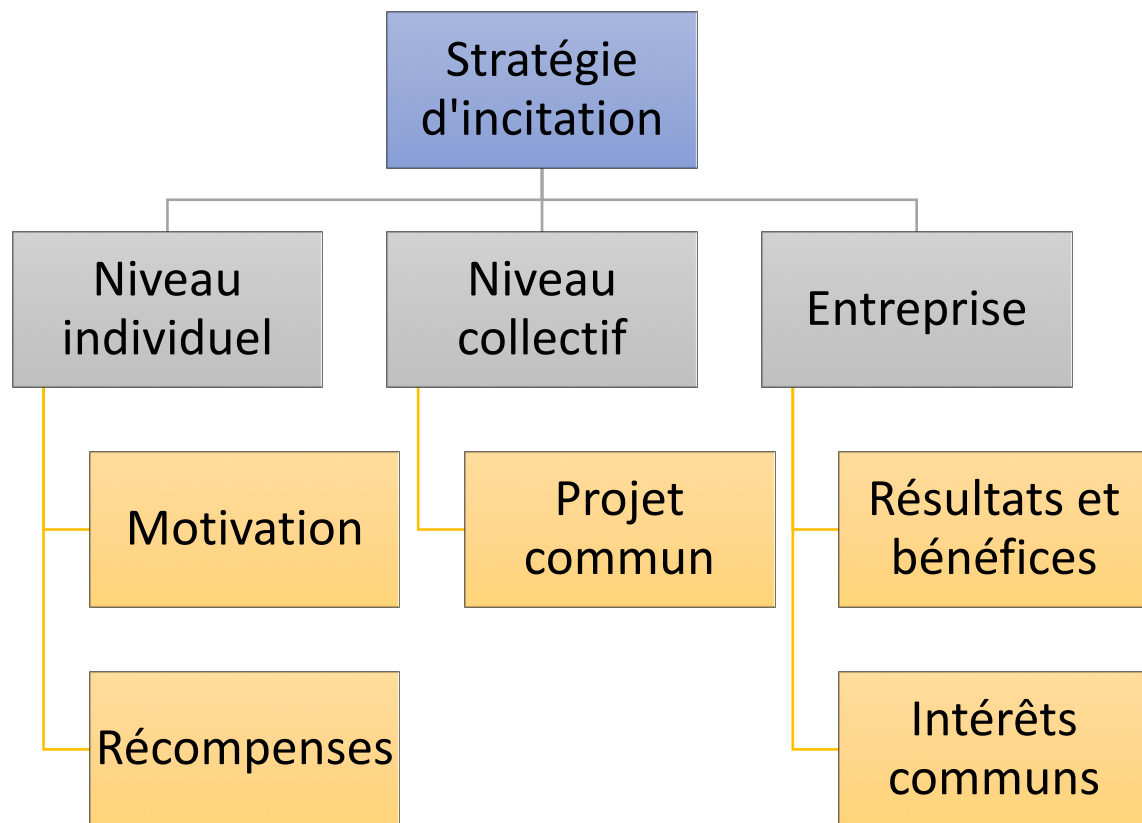 Stratégie
d'incitation
Niveau
individuel
Niveau
collectif
Entreprise
Motivation
Projet
commun
Résultats et
bénéfices
Récompenses
Intérêts
communs